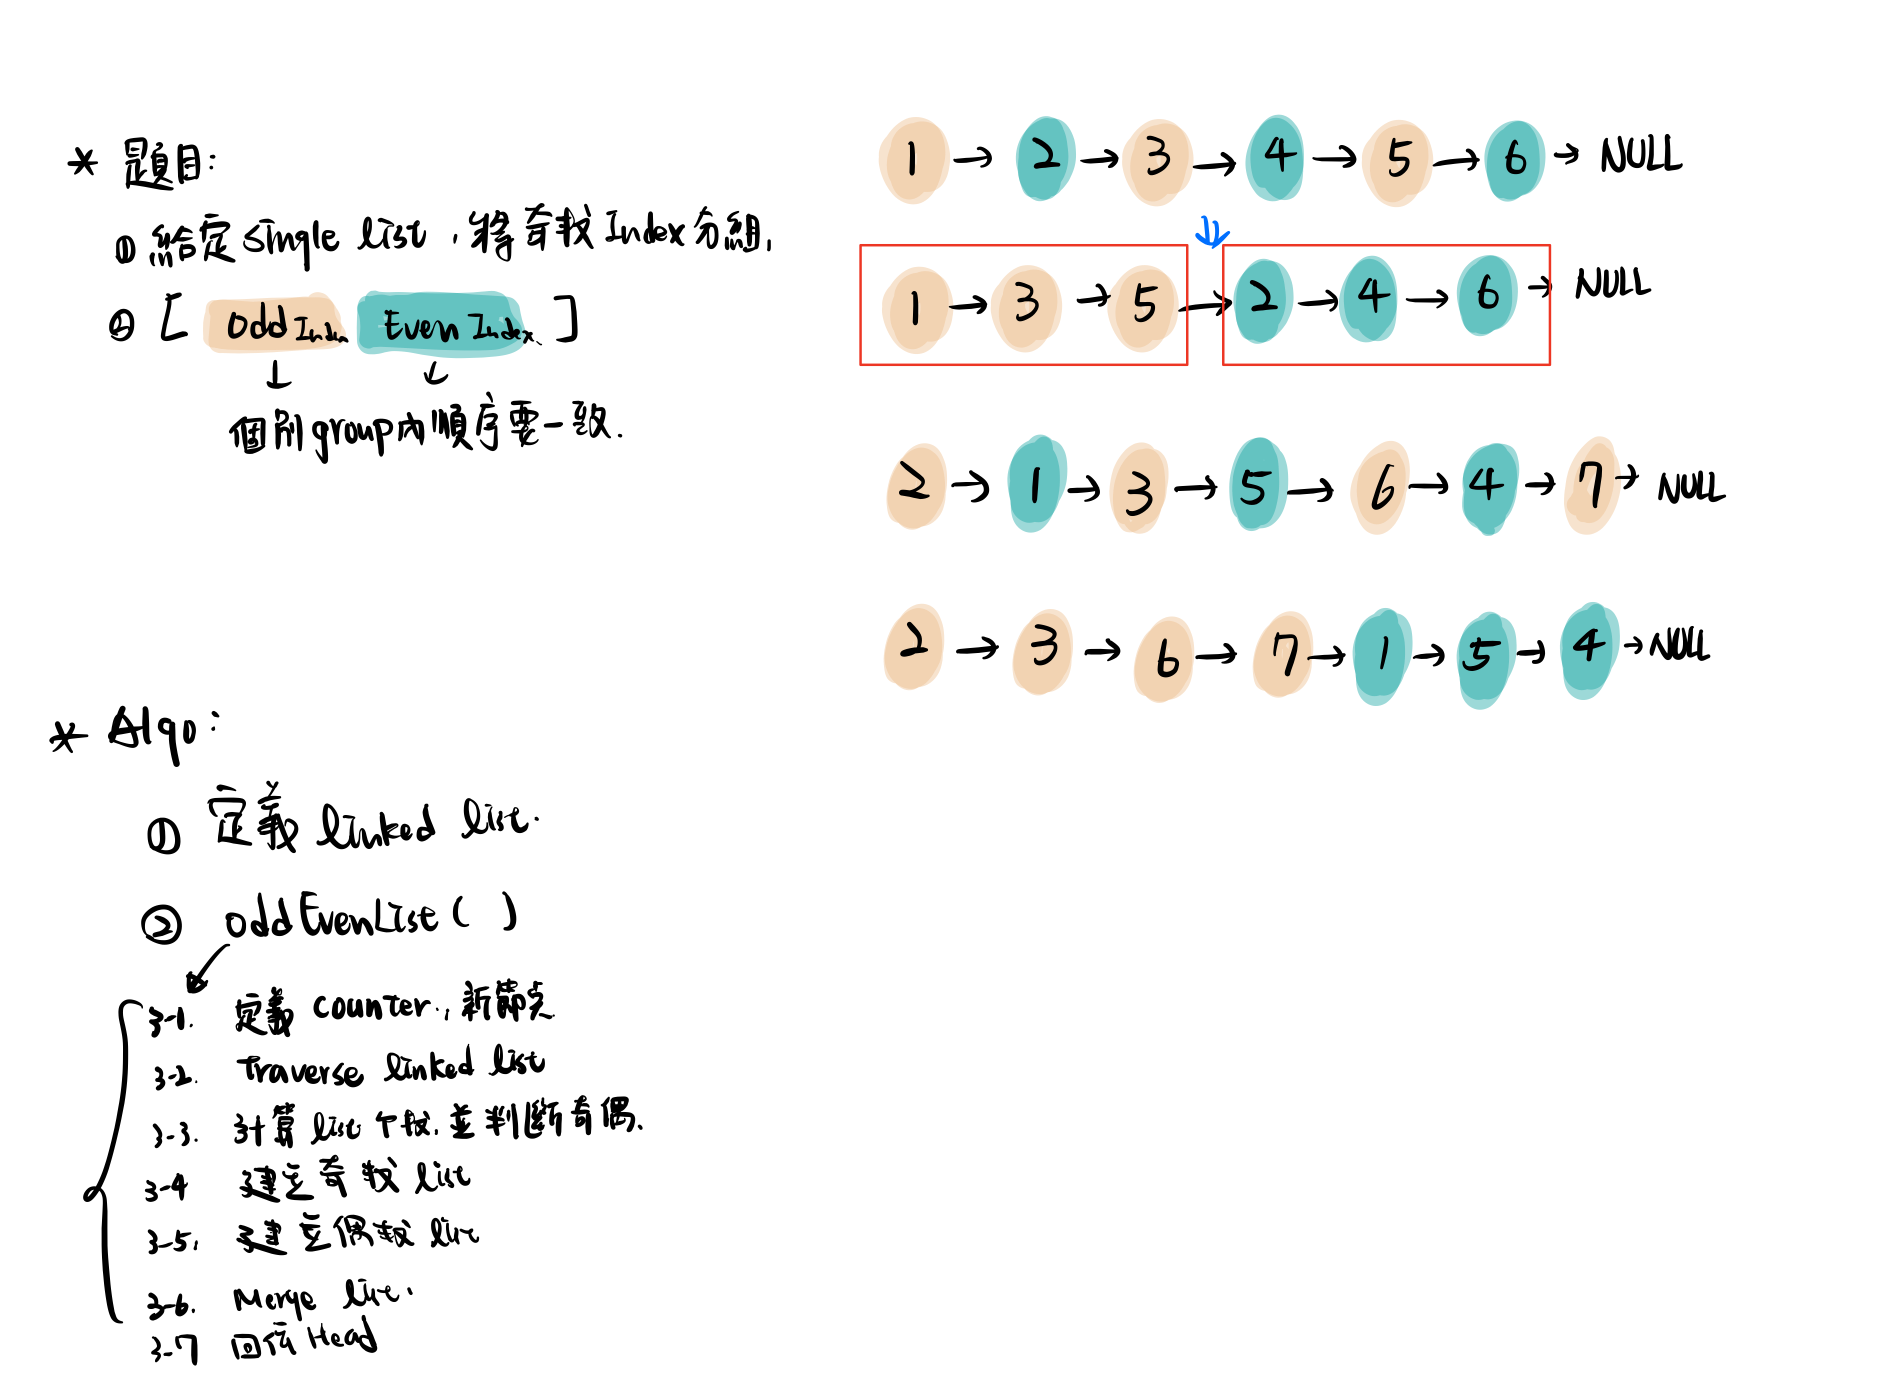 * 題目:
① 給定 single list , 將奇數 Index 分組,
② [ Odd Index Even Index. ]
↓ ↓
個別 group 內順序要一致.
1 → 2 → 3 → 4 → 5 → 6 → NULL
⇓
1 → 3 → 5 → 2 → 4 → 6 → NULL
2 → 1 → 3 → 5 → 6 → 4 → 7 → NULL
2 → 3 → 6 → 7 → 1 → 5 → 4 → NULL
* Algo:
① 定義 linked list.
② oddEvenList ( )
3-1. 定義 counter., 新節点
3-2. Traverse linked list
3-3. 計算 list 个数, 並判斷奇偶.
3-4 建立奇数 list
3-5, 建立偶数 list
3-6. Merge list.
3-7 回傳 Head